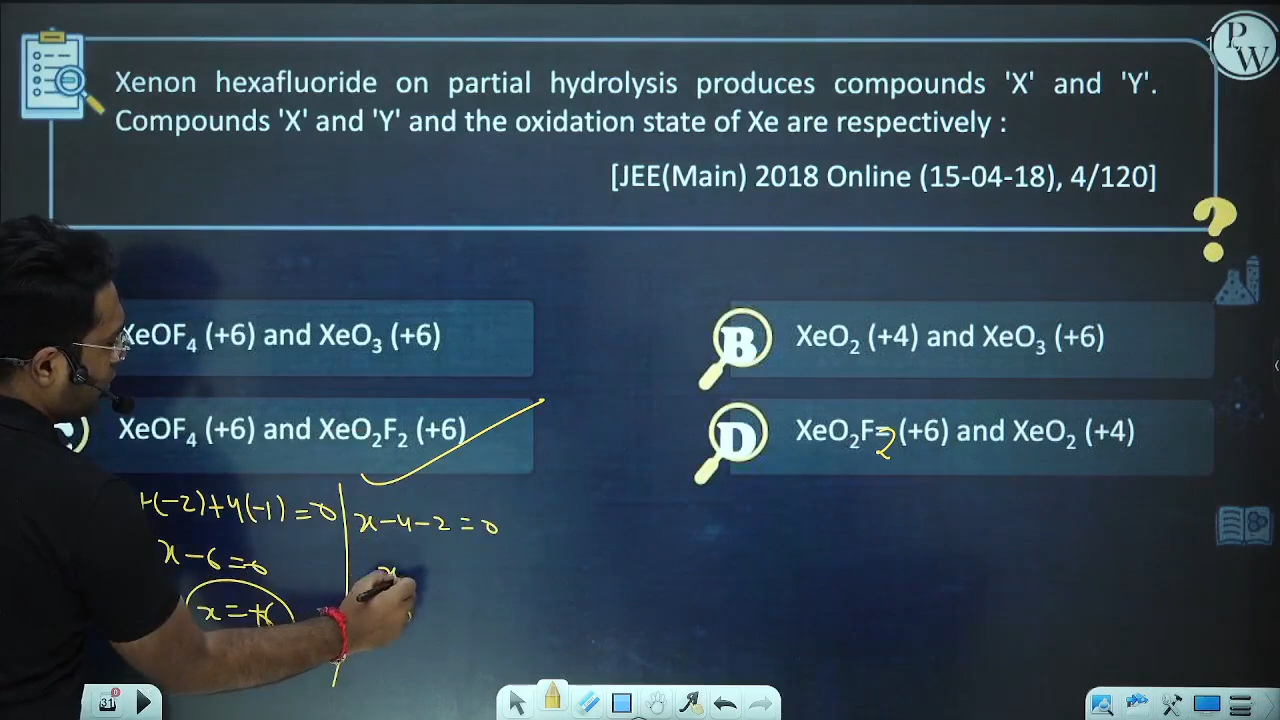 PW
Xenon hexafluoride on partial hydrolysis produces compounds 'X' and 'Y'.
Compounds 'X' and 'Y' and the oxidation state of Xe are respectively :
[JEE(Main) 2018 Online (15-04-18), 4/120]
?
XeOF₄ (+6) and XeO₃ (+6)
B XeO₂ (+4) and XeO₃ (+6)
XeOF₄ (+6) and XeO₂F₂ (+6)
D XeO₂F₂ (+6) and XeO₂ (+4)
+(-2)+4(-1)=0
x-4-2=0
x-6=0
x
x=+6
31